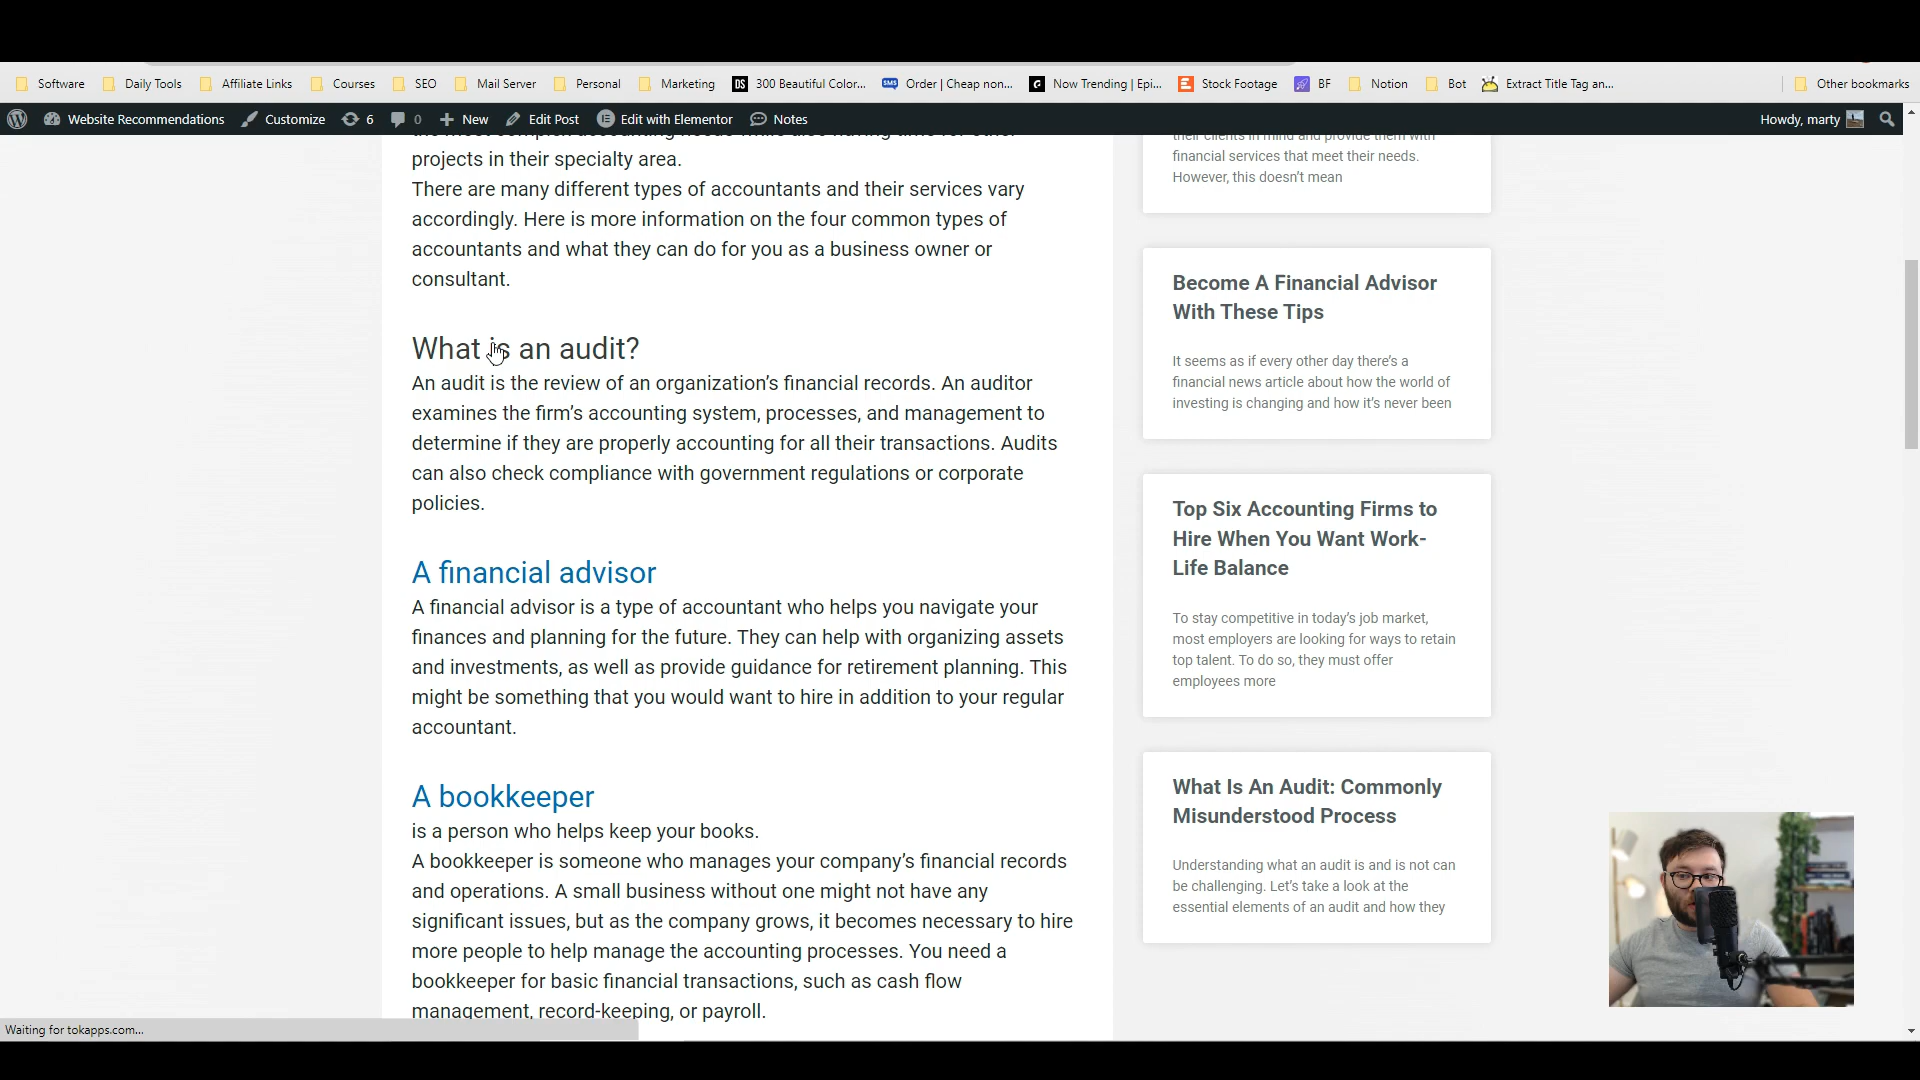 Software
Daily Tools
Affiliate Links
Courses
SEO
Mail Server
Personal
Marketing
DS
300 Beautiful Color...
SMS
Order | Cheap non...
Now Trending | Epi...
Stock Footage
BF
Notion
Bot
Extract Title Tag an...
Other bookmarks
Website Recommendations
Customize
6
0
New
Edit Post
Edit with Elementor
Notes
Howdy, marty
the most complex accounting needs while also having time for other
projects in their specialty area.
There are many different types of accountants and their services vary
accordingly. Here is more information on the four common types of
accountants and what they can do for you as a business owner or
consultant.
What is an audit?
An audit is the review of an organization's financial records. An auditor
examines the firm's accounting system, processes, and management to
determine if they are properly accounting for all their transactions. Audits
can also check compliance with government regulations or corporate
policies.
A financial advisor
A financial advisor is a type of accountant who helps you navigate your
finances and planning for the future. They can help with organizing assets
and investments, as well as provide guidance for retirement planning. This
might be something that you would want to hire in addition to your regular
accountant.
A bookkeeper
is a person who helps keep your books.
A bookkeeper is someone who manages your company's financial records
and operations. A small business without one might not have any
significant issues, but as the company grows, it becomes necessary to hire
more people to help manage the accounting processes. You need a
bookkeeper for basic financial transactions, such as cash flow
management, record-keeping, or payroll.
their clients in mind and provide them with
financial services that meet their needs.
However, this doesn't mean
Become A Financial Advisor
With These Tips
It seems as if every other day there's a
financial news article about how the world of
investing is changing and how it's never been
Top Six Accounting Firms to
Hire When You Want Work-
Life Balance
To stay competitive in today's job market,
most employers are looking for ways to retain
top talent. To do so, they must offer
employees more
What Is An Audit: Commonly
Misunderstood Process
Understanding what an audit is and is not can
be challenging. Let's take a look at the
essential elements of an audit and how they
Waiting for tokapps.com...